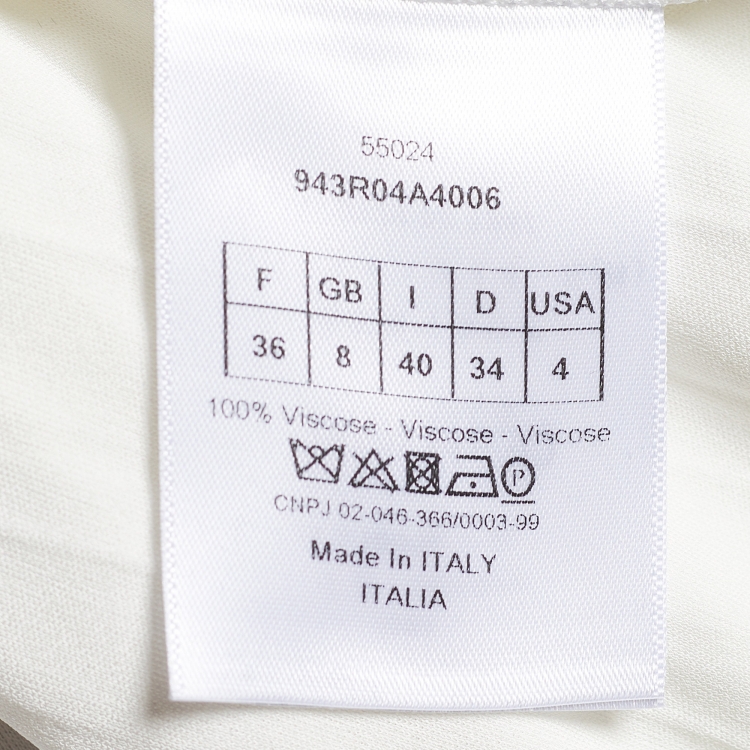 55024
943R04A4006
F GB I D USA
36 8 40 34 4
100% Viscose - Viscose - Viscose
P
CNPJ 02-046-366/0003-99
Made In ITALY
ITALIA